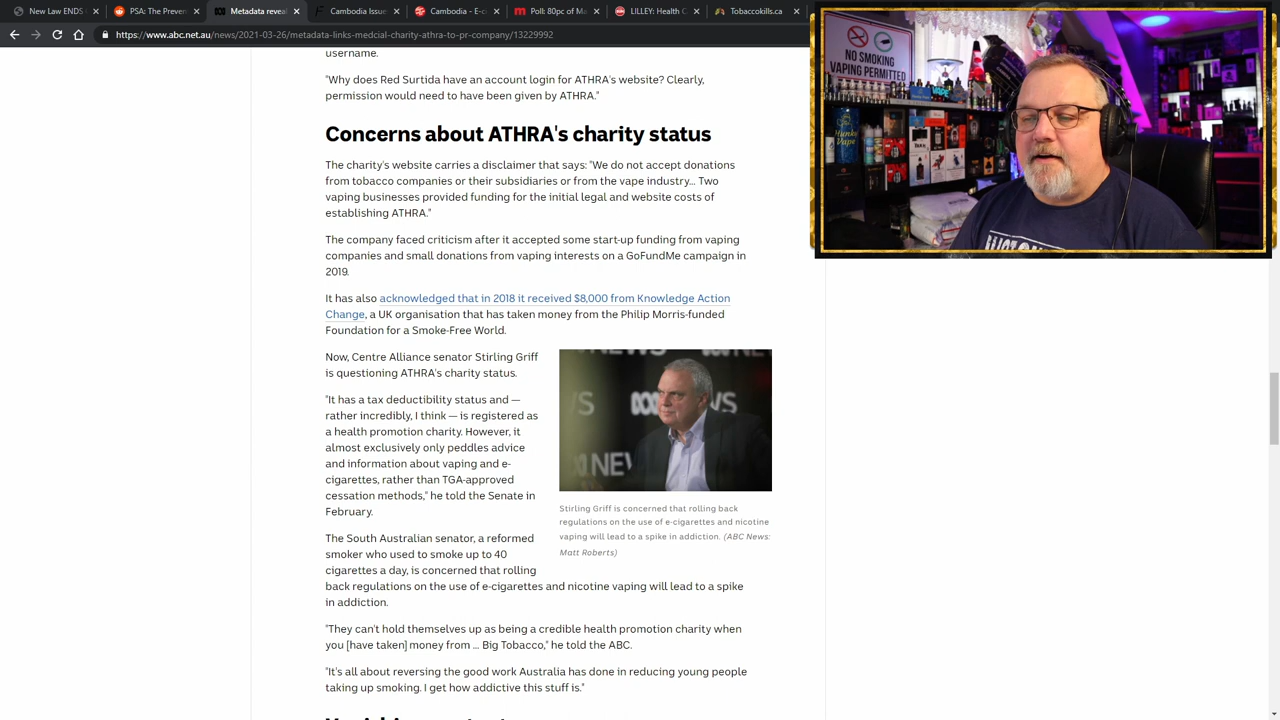 New Law ENDS
PSA: The Preven
Metadata reveal
Cambodia Issue
Cambodia - E-c
Poll: Bulk of Ma
LILLEY: Health C
Tobaccokills.ca
https://www.abc.net.au/news/2021-03-26/metadata-links-medical-charity-athra-to-pr-company/13229992
username.
"Why does Red Surtida have an account login for ATHRA's website? Clearly,
permission would need to have been given by ATHRA."
Concerns about ATHRA's charity status
The charity's website carries a disclaimer that says: "We do not accept donations
from tobacco companies or their subsidiaries or from the vape industry... Two
vaping businesses provided funding for the initial legal and website costs of
establishing ATHRA."
The company faced criticism after it accepted some start-up funding from vaping
companies and small donations from vaping interests on a GoFundMe campaign in
2019.
It has also acknowledged that in 2018 it received $8,000 from Knowledge Action
Change, a UK organisation that has taken money from the Philip Morris-funded
Foundation for a Smoke-Free World.
Now, Centre Alliance senator Stirling Griff
is questioning ATHRA's charity status.
"It has a tax deductibility status and —
rather incredibly, I think — is registered as
a health promotion charity. However, it
almost exclusively only peddles advice
and information about vaping and e-
cigarettes, rather than TGA-approved
cessation methods," he told the Senate in
February.
The South Australian senator, a reformed
smoker who used to smoke up to 40
cigarettes a day, is concerned that rolling
back regulations on the use of e-cigarettes and nicotine vaping will lead to a spike
in addiction.
"They can't hold themselves up as being a credible health promotion charity when
you [have taken] money from ... Big Tobacco," he told the ABC.
"It's all about reversing the good work Australia has done in reducing young people
taking up smoking. I get how addictive this stuff is."
NEWS
Stirling Griff is concerned that rolling back
regulations on the use of e-cigarettes and nicotine
vaping will lead to a spike in addiction. (ABC News:
Matt Roberts)
NO SMOKING
VAPING PERMITTED
VAPE